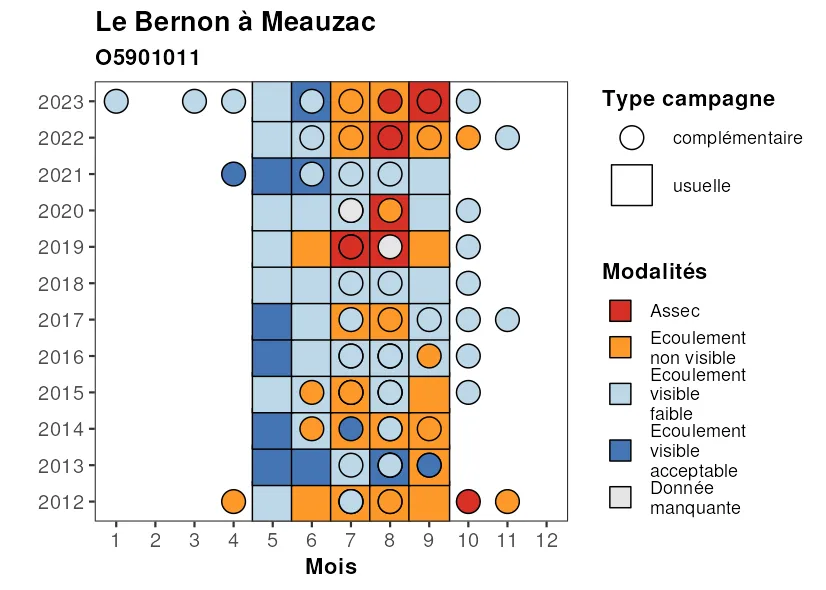 Le Bernon à Meauzac
O5901011
2023
2022
2021
2020
2019
2018
2017
2016
2015
2014
2013
2012
1 2 3 4 5 6 7 8 9 10 11 12
Mois
Type campagne
complémentaire
usuelle
Modalités
Assec
Ecoulement
non visible
Ecoulement
visible
faible
Ecoulement
visible
acceptable
Donnée
manquante